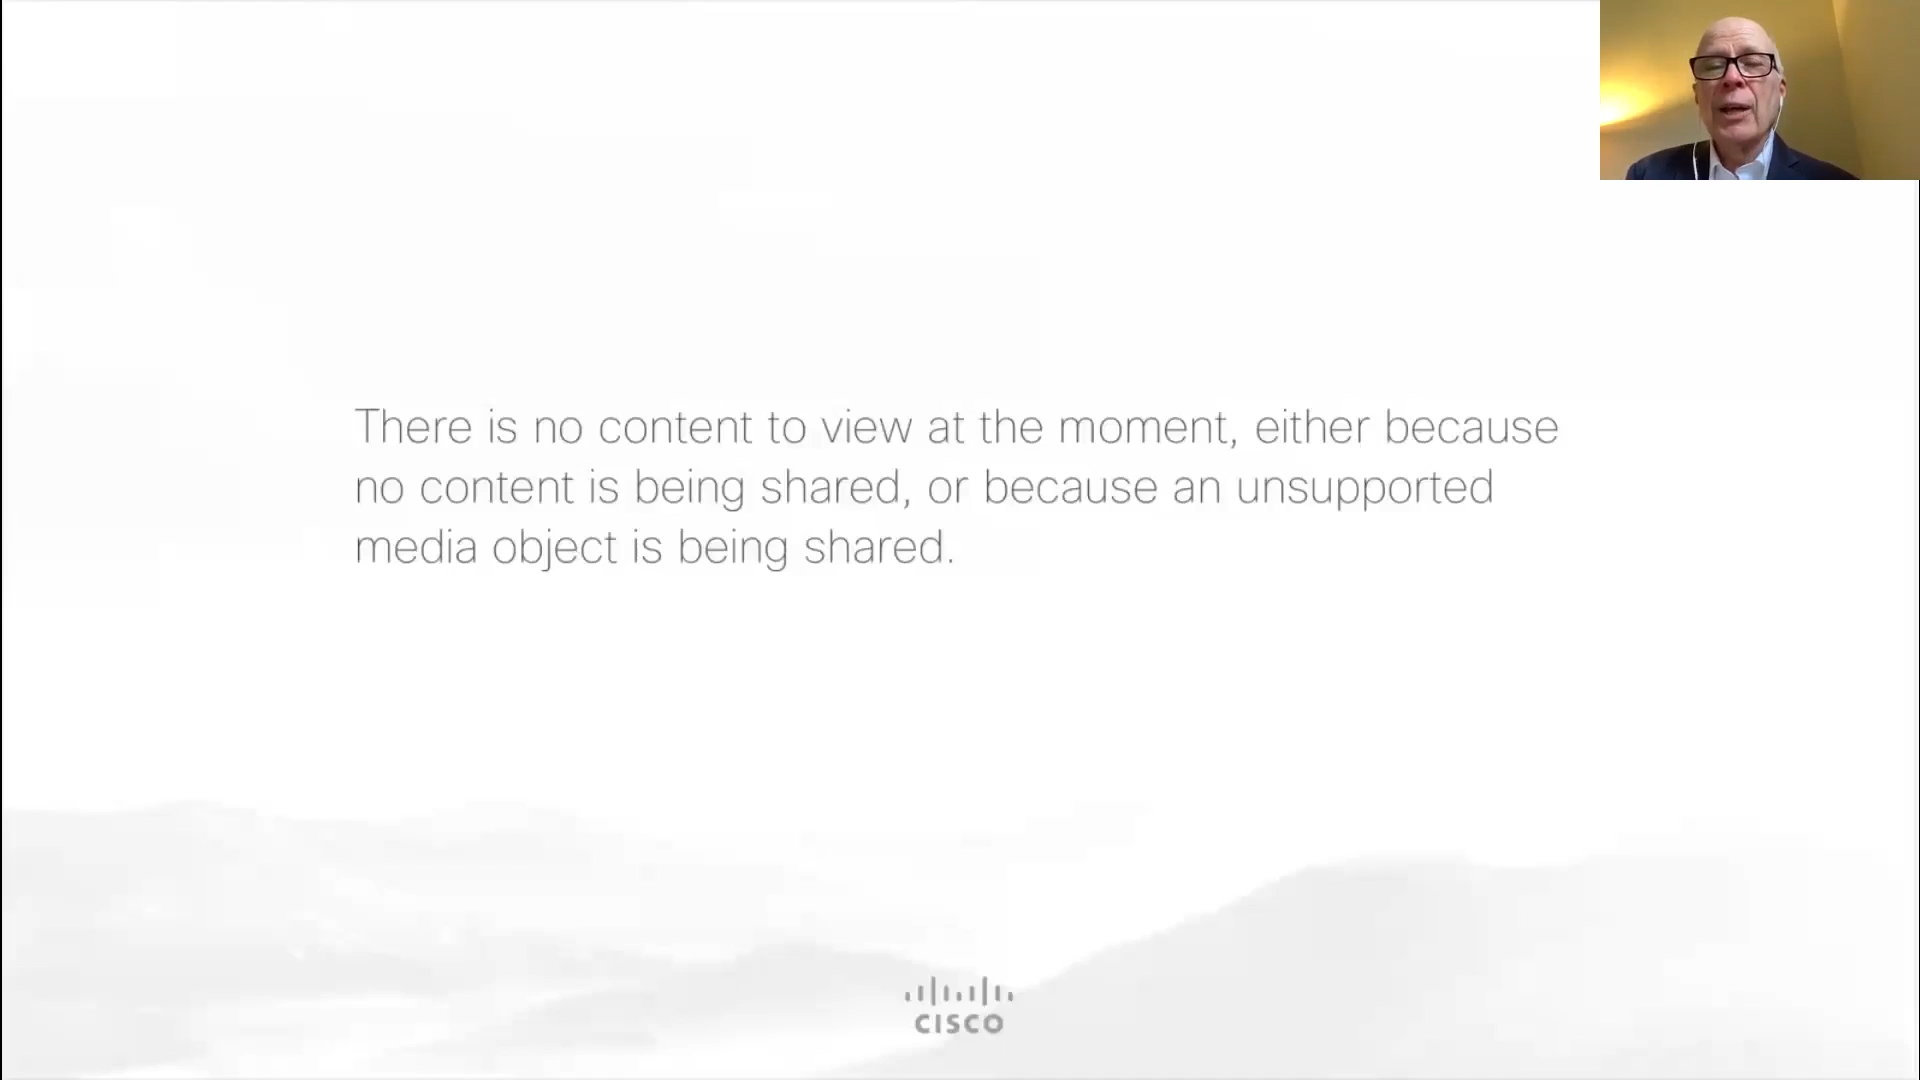 There is no content to view at the moment, either because
no content is being shared, or because an unsupported
media object is being shared.
CISCO